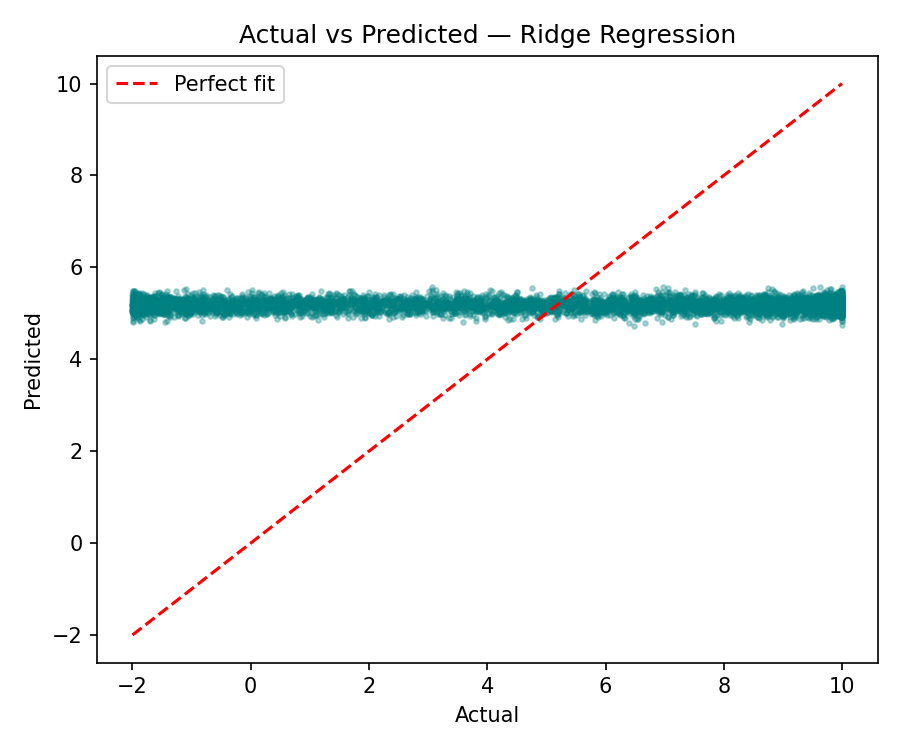 Actual vs Predicted — Ridge Regression
Perfect fit
10
8
6
4
2
0
−2
Predicted
−2 0 2 4 6 8 10
Actual